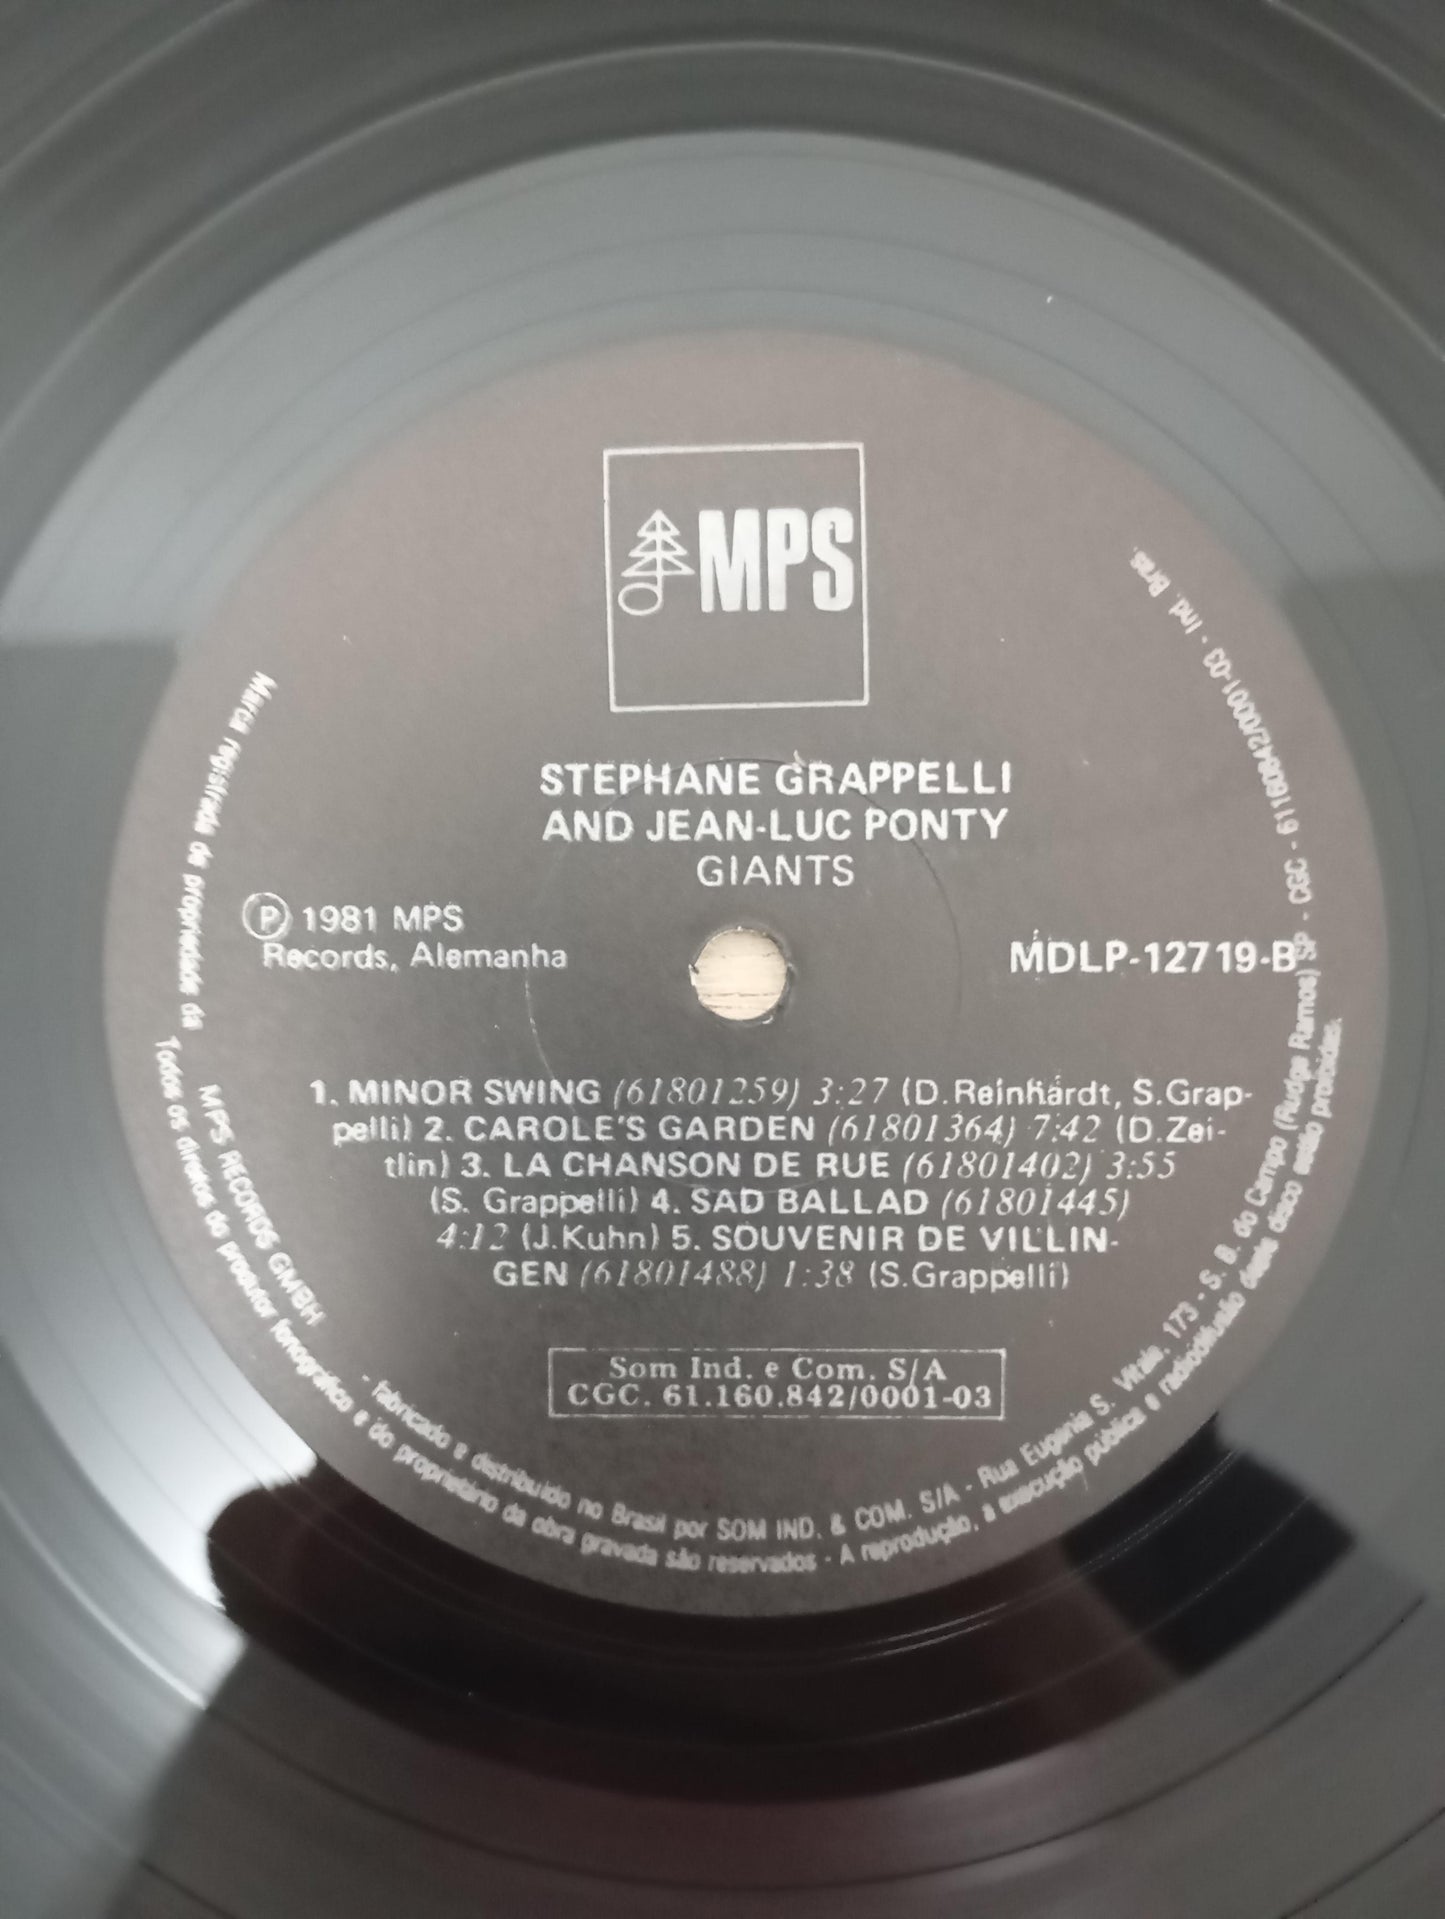 MPS
STEPHANE GRAPPELLI
AND JEAN-LUC PONTY
GIANTS
Ⓟ 1981 MPS
Records, Alemanha
MDLP-12719-B
1. MINOR SWING (61801259) 3:27 (D.Reinhardt, S.Grap-
pelli) 2. CAROLE'S GARDEN (61801364) 7:42 (D.Zei-
tlin) 3. LA CHANSON DE RUE (61801402) 3:55
(S. Grappelli) 4. SAD BALLAD (61801445)
4:12 (J.Kuhn) 5. SOUVENIR DE VILLIN-
GEN (61801488) 1:38 (S.Grappelli)
Som Ind. e Com. S/A
CGC. 61.160.842/0001-03
Marca registrada de propriedade da MPS RECORDS GMBH - fabricado e distribuido no Brasil por SOM IND. & COM. S/A - Rua Eugenia S. Vitale, 173 - S. B. do Campo (Rudge Ramos) SP - CGC - 61160842/0001-03 - Ind. Bras.
Todos os direitos do produtor fonográfico e do proprietário da obra gravada são reservados - A reprodução, a execução pública e radiodifusão deste disco estão proibidas.